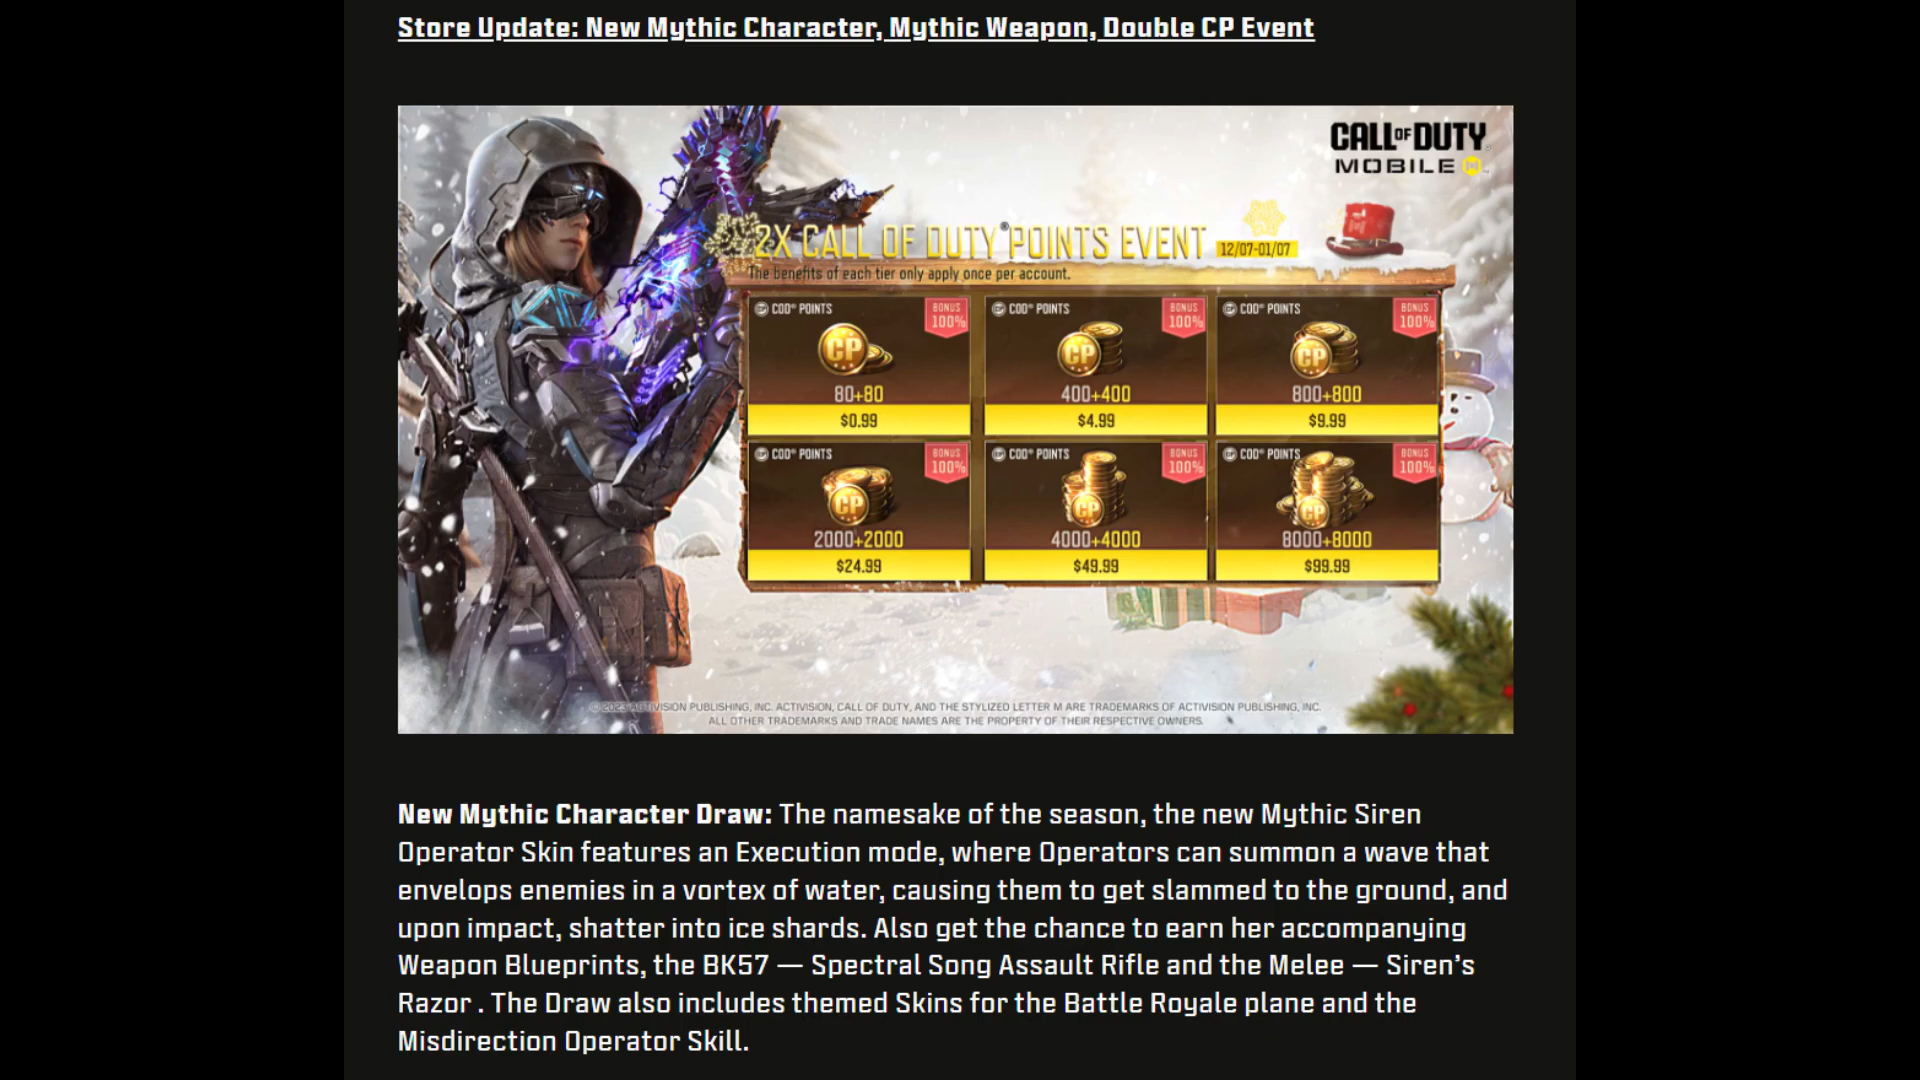 Store Update: New Mythic Character, Mythic Weapon, Double CP Event
CALL OF DUTY
MOBILE
2X CALL OF DUTY® POINTS EVENT
12/07-01/07
The benefits of each tier only apply once per account.
COD® POINTS
BONUS
100%
CP
80+80
$0.99
COD® POINTS
BONUS
100%
CP
400+400
$4.99
COD® POINTS
BONUS
100%
CP
800+800
$9.99
COD® POINTS
BONUS
100%
CP
2000+2000
$24.99
COD® POINTS
BONUS
100%
CP
4000+4000
$49.99
COD® POINTS
BONUS
100%
CP
8000+8000
$99.99
© 2023 ACTIVISION PUBLISHING, INC. ACTIVISION, CALL OF DUTY, AND THE STYLIZED LETTER M ARE TRADEMARKS OF ACTIVISION PUBLISHING, INC.
ALL OTHER TRADEMARKS AND TRADE NAMES ARE THE PROPERTY OF THEIR RESPECTIVE OWNERS.
New Mythic Character Draw: The namesake of the season, the new Mythic Siren
Operator Skin features an Execution mode, where Operators can summon a wave that
envelops enemies in a vortex of water, causing them to get slammed to the ground, and
upon impact, shatter into ice shards. Also get the chance to earn her accompanying
Weapon Blueprints, the BK57 — Spectral Song Assault Rifle and the Melee — Siren’s
Razor . The Draw also includes themed Skins for the Battle Royale plane and the
Misdirection Operator Skill.